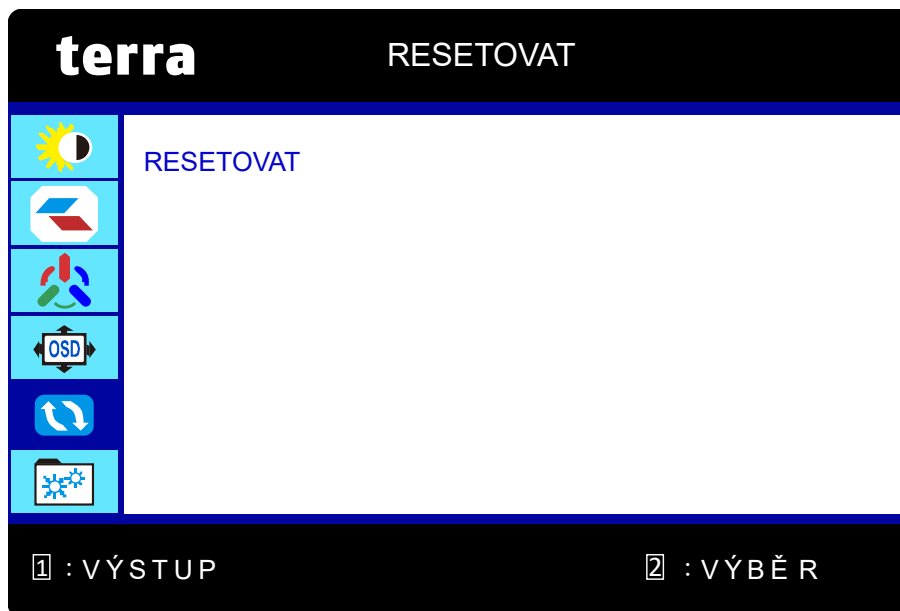 terra RESETOVAT
RESETOVAT
OSD
1 : VÝSTUP 2 : VÝBĚR